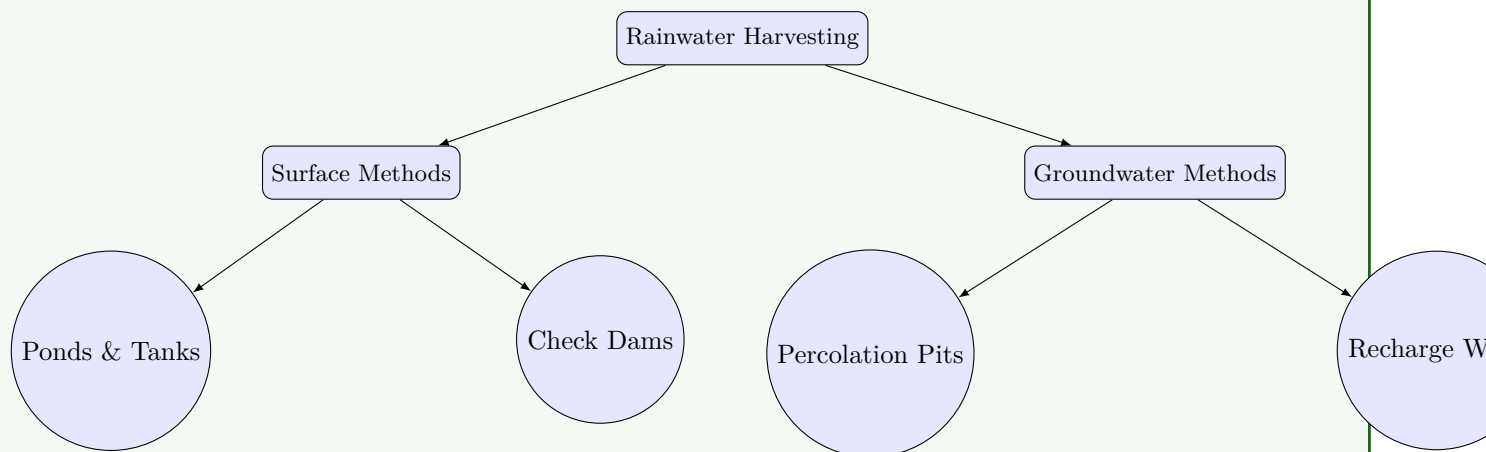 Rainwater Harvesting
Surface Methods
Groundwater Methods
Ponds & Tanks
Check Dams
Percolation Pits
Recharge